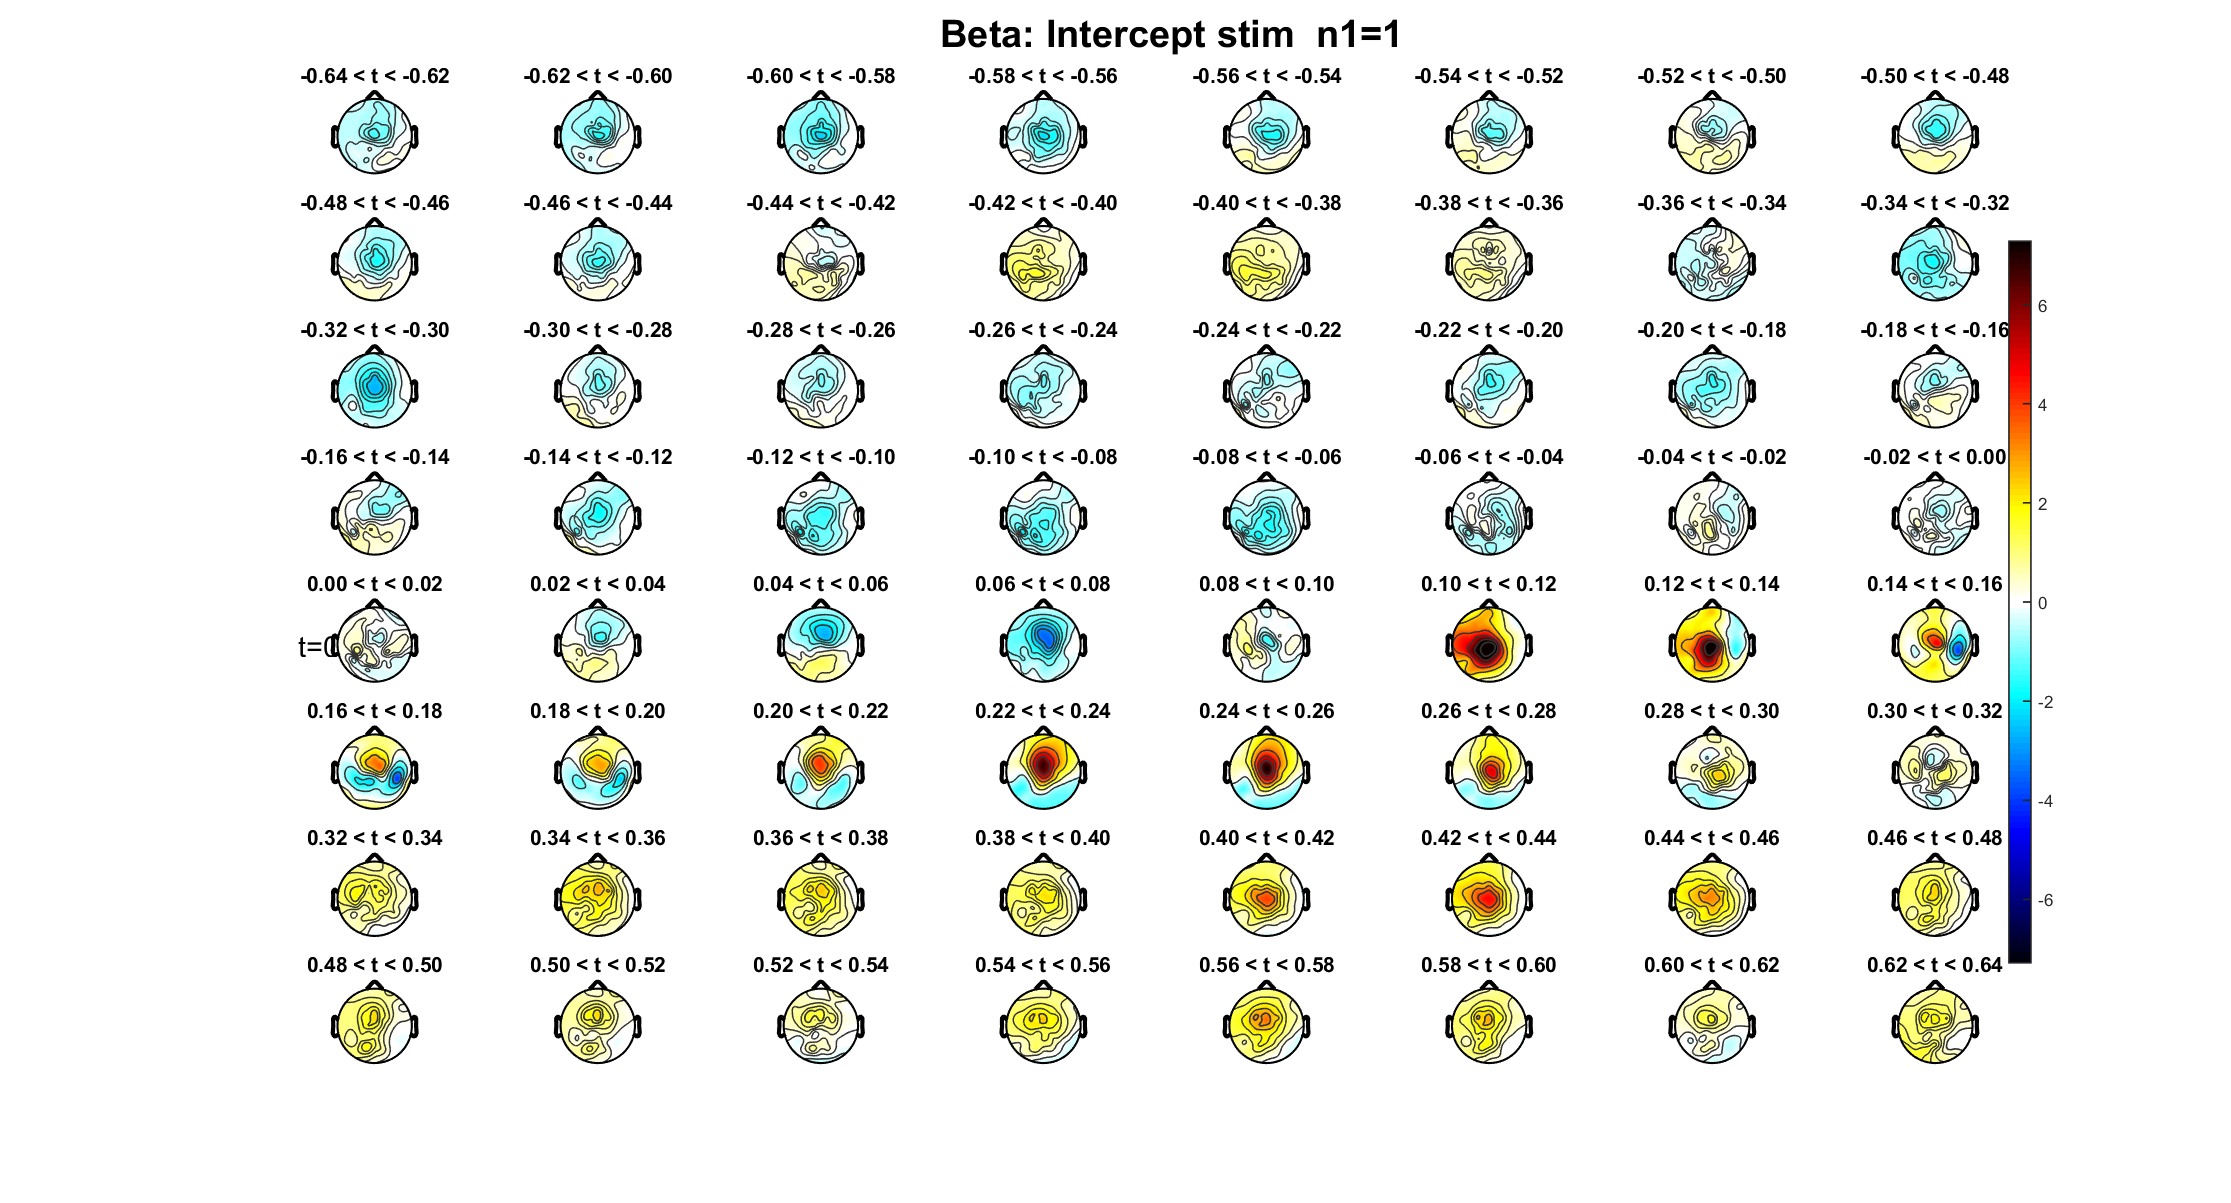 Beta: Intercept stim  n1=1
-0.64 < t < -0.62 -0.62 < t < -0.60 -0.60 < t < -0.58 -0.58 < t < -0.56 -0.56 < t < -0.54 -0.54 < t < -0.52 -0.52 < t < -0.50 -0.50 < t < -0.48
-0.48 < t < -0.46 -0.46 < t < -0.44 -0.44 < t < -0.42 -0.42 < t < -0.40 -0.40 < t < -0.38 -0.38 < t < -0.36 -0.36 < t < -0.34 -0.34 < t < -0.32
-0.32 < t < -0.30 -0.30 < t < -0.28 -0.28 < t < -0.26 -0.26 < t < -0.24 -0.24 < t < -0.22 -0.22 < t < -0.20 -0.20 < t < -0.18 -0.18 < t < -0.16
-0.16 < t < -0.14 -0.14 < t < -0.12 -0.12 < t < -0.10 -0.10 < t < -0.08 -0.08 < t < -0.06 -0.06 < t < -0.04 -0.04 < t < -0.02 -0.02 < t < 0.00
0.00 < t < 0.02 0.02 < t < 0.04 0.04 < t < 0.06 0.06 < t < 0.08 0.08 < t < 0.10 0.10 < t < 0.12 0.12 < t < 0.14 0.14 < t < 0.16
t=0
0.16 < t < 0.18 0.18 < t < 0.20 0.20 < t < 0.22 0.22 < t < 0.24 0.24 < t < 0.26 0.26 < t < 0.28 0.28 < t < 0.30 0.30 < t < 0.32
0.32 < t < 0.34 0.34 < t < 0.36 0.36 < t < 0.38 0.38 < t < 0.40 0.40 < t < 0.42 0.42 < t < 0.44 0.44 < t < 0.46 0.46 < t < 0.48
0.48 < t < 0.50 0.50 < t < 0.52 0.52 < t < 0.54 0.54 < t < 0.56 0.56 < t < 0.58 0.58 < t < 0.60 0.60 < t < 0.62 0.62 < t < 0.64
6
4
2
0
-2
-4
-6